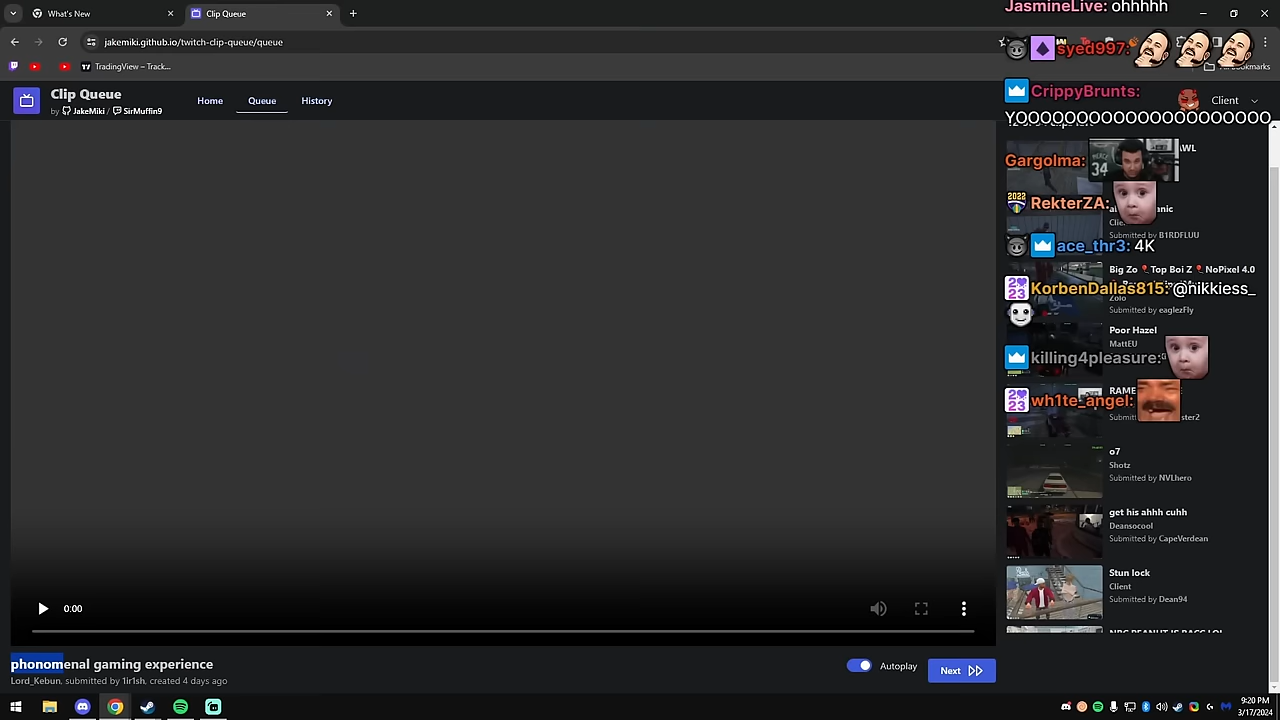 What's New
Clip Queue
jakemiki.github.io/twitch-clip-queue/queue
TradingView – Track...
Clip Queue
by JakeMiki / SirMuffin9
Home
Queue
History
Client
JasmineLive: ohhhhh
syed997:
CrippyBrunts:
YOOOOOOOOOOOOOOOOOOOO
Gargolma:
RekterZA:
Submitted by B1RDFLUU
ace_thr3: 4K
Big Zo 🎈Top Boi Z 🎈NoPixel 4.0
KorbenDallas815: @nikkiess_
Zolo
Submitted by eaglezFly
Poor Hazel
MattEU
killing4pleasure:
wh1te_angel:
o7
Shotz
Submitted by NVLhero
get his ahhh cuhh
Deansocool
Submitted by CapeVerdean
Stun lock
Client
Submitted by Dean94
0:00
phonomenal gaming experience
Lord_Kebun, submitted by 1ir1sh, created 4 days ago
Autoplay
Next
9:20 PM
3/17/2024